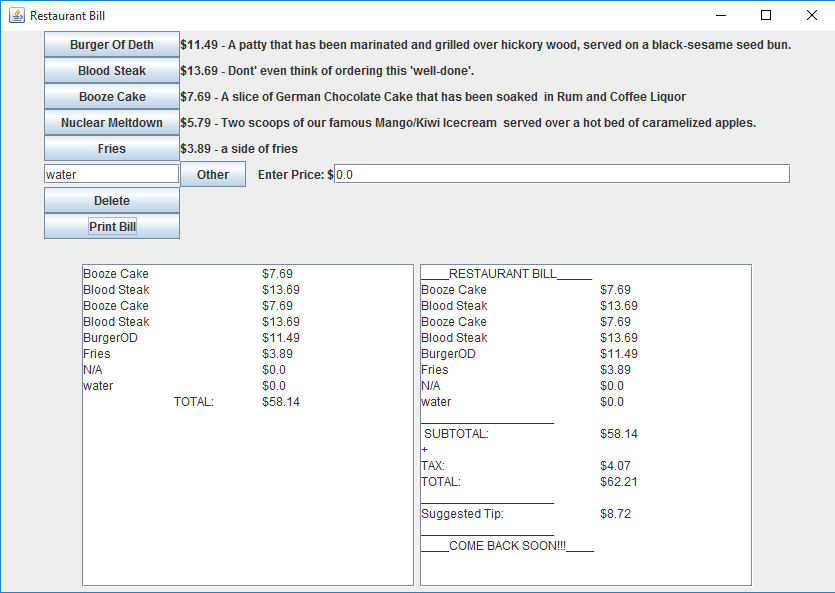 Restaurant Bill
Burger Of Deth $11.49 - A patty that has been marinated and grilled over hickory wood, served on a black-sesame seed bun.
Blood Steak $13.69 - Dont' even think of ordering this 'well-done'.
Booze Cake $7.69 - A slice of German Chocolate Cake that has been soaked  in Rum and Coffee Liquor
Nuclear Meltdown $5.79 - Two scoops of our famous Mango/Kiwi Icecream  served over a hot bed of caramelized apples.
Fries $3.89 - a side of fries
water Other Enter Price: $ 0.0
Delete
Print Bill
Booze Cake $7.69
Blood Steak $13.69
Booze Cake $7.69
Blood Steak $13.69
BurgerOD $11.49
Fries $3.89
N/A $0.0
water $0.0
TOTAL: $58.14
____RESTAURANT BILL_____
Booze Cake $7.69
Blood Steak $13.69
Booze Cake $7.69
Blood Steak $13.69
BurgerOD $11.49
Fries $3.89
N/A $0.0
water $0.0
___________________
SUBTOTAL: $58.14
+
TAX: $4.07
TOTAL: $62.21
___________________
Suggested Tip: $8.72
___________________
____COME BACK SOON!!!____